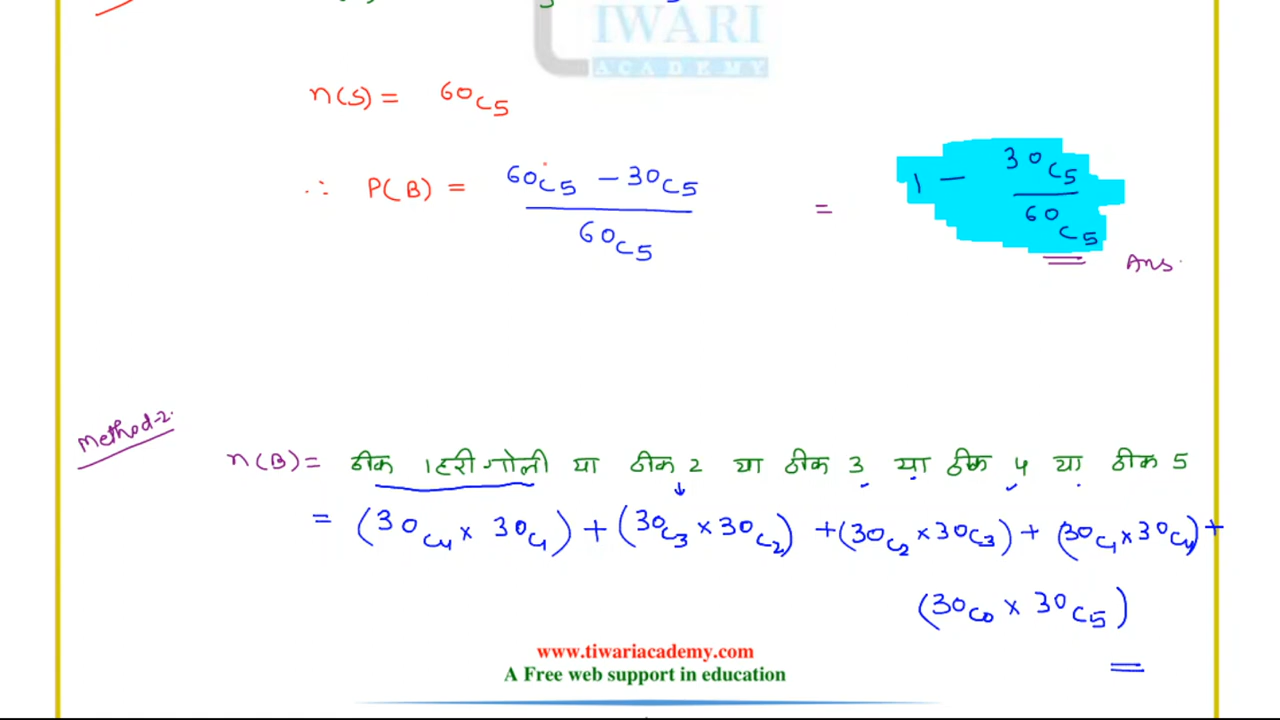 IWARI
ACADEMY
n(S) = 60C5
∴ P(B) = 60C5 - 30C5 / 60C5 = 1 - 30C5 / 60C5
Ans.
Method-2.
n(B) = ठीक 1 हरी गोली या ठीक 2 या ठीक 3 या ठीक 4 या ठीक 5
= (30C4 × 30C1) + (30C3 × 30C2) + (30C2 × 30C3) + (30C1 × 30C4) +
(30C0 × 30C5)
www.tiwariacademy.com
A Free web support in education